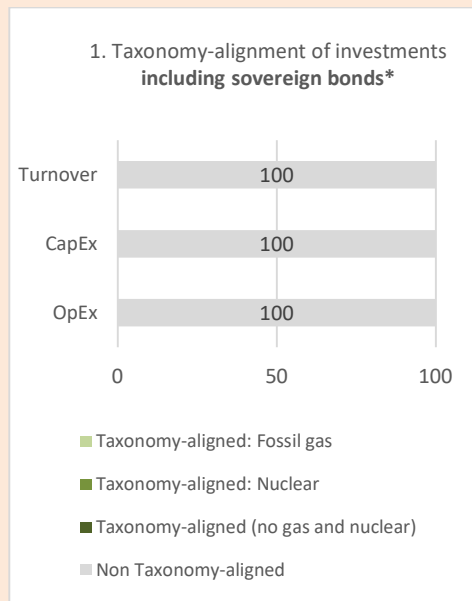 1. Taxonomy-alignment of investments
including sovereign bonds*
Turnover 100
CapEx 100
OpEx 100
0 50 100
Taxonomy-aligned: Fossil gas
Taxonomy-aligned: Nuclear
Taxonomy-aligned (no gas and nuclear)
Non Taxonomy-aligned